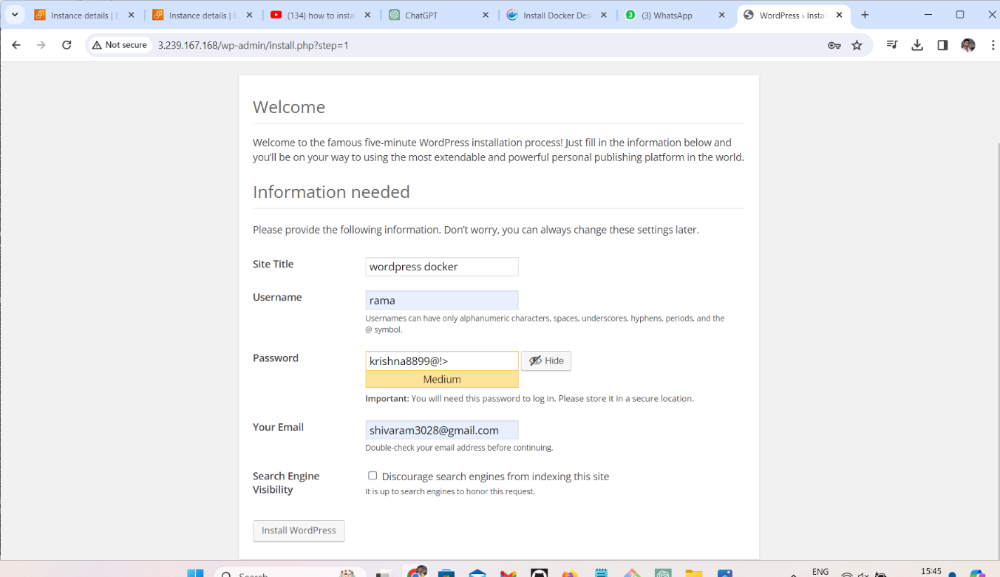 Instance details | E
Instance details | E
(134) how to instal
ChatGPT
Install Docker Des
(3) WhatsApp
WordPress › Instal
Not secure
3.239.167.168/wp-admin/install.php?step=1
Welcome
Welcome to the famous five-minute WordPress installation process! Just fill in the information below and
you’ll be on your way to using the most extendable and powerful personal publishing platform in the world.
Information needed
Please provide the following information. Don’t worry, you can always change these settings later.
Site Title
wordpress docker
Username
rama
Usernames can have only alphanumeric characters, spaces, underscores, hyphens, periods, and the
@ symbol.
Password
krishna8899@!>
Hide
Medium
Important: You will need this password to log in. Please store it in a secure location.
Your Email
shivaram3028@gmail.com
Double-check your email address before continuing.
Search Engine
Visibility
Discourage search engines from indexing this site
It is up to search engines to honor this request.
Install WordPress
Search
ENG
15:45